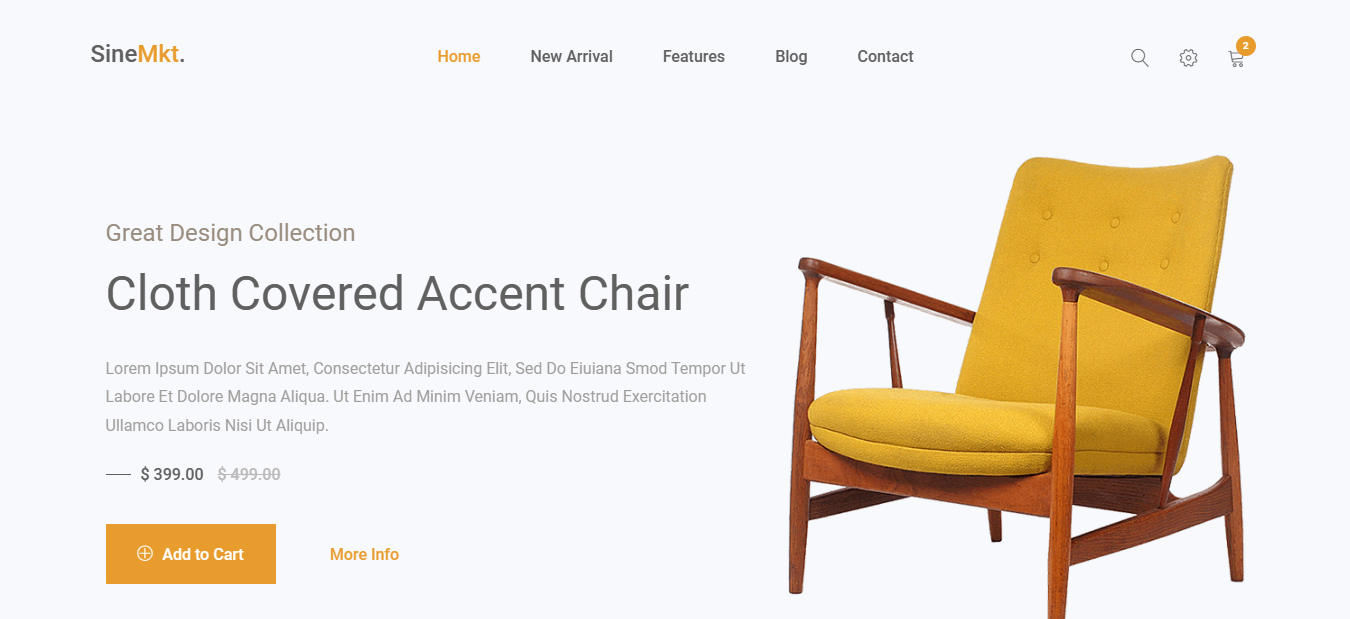 SineMkt.
Home New Arrival Features Blog Contact
2
Great Design Collection
Cloth Covered Accent Chair
Lorem Ipsum Dolor Sit Amet, Consectetur Adipisicing Elit, Sed Do Eiuiana Smod Tempor Ut
Labore Et Dolore Magna Aliqua. Ut Enim Ad Minim Veniam, Quis Nostrud Exercitation
Ullamco Laboris Nisi Ut Aliquip.
$ 399.00 $ 499.00
Add to Cart More Info